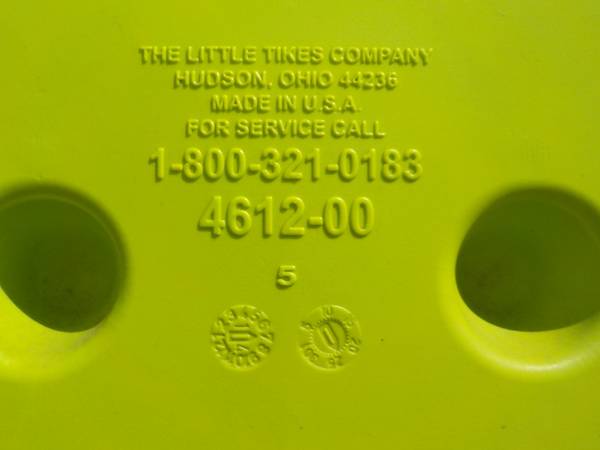 THE LITTLE TIKES COMPANY
HUDSON, OHIO 44236
MADE IN U.S.A.
FOR SERVICE CALL
1-800-321-0183
4612-00
5